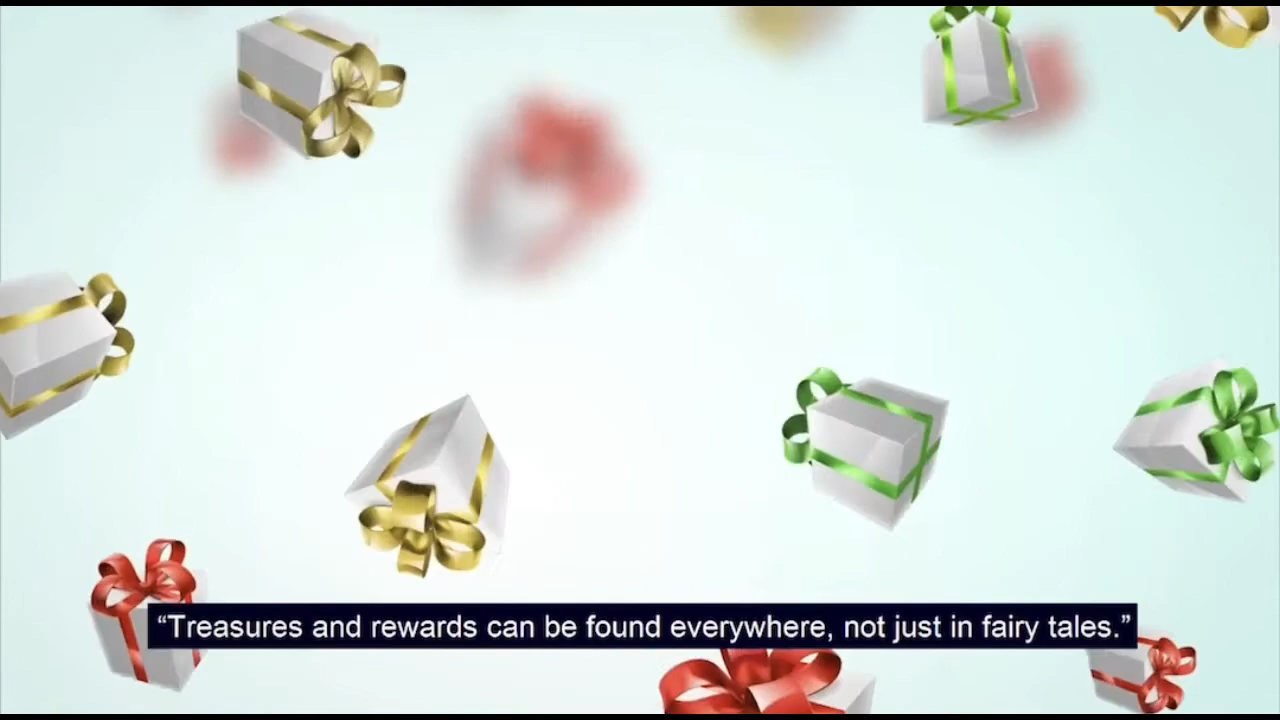 “Treasures and rewards can be found everywhere, not just in fairy tales.”